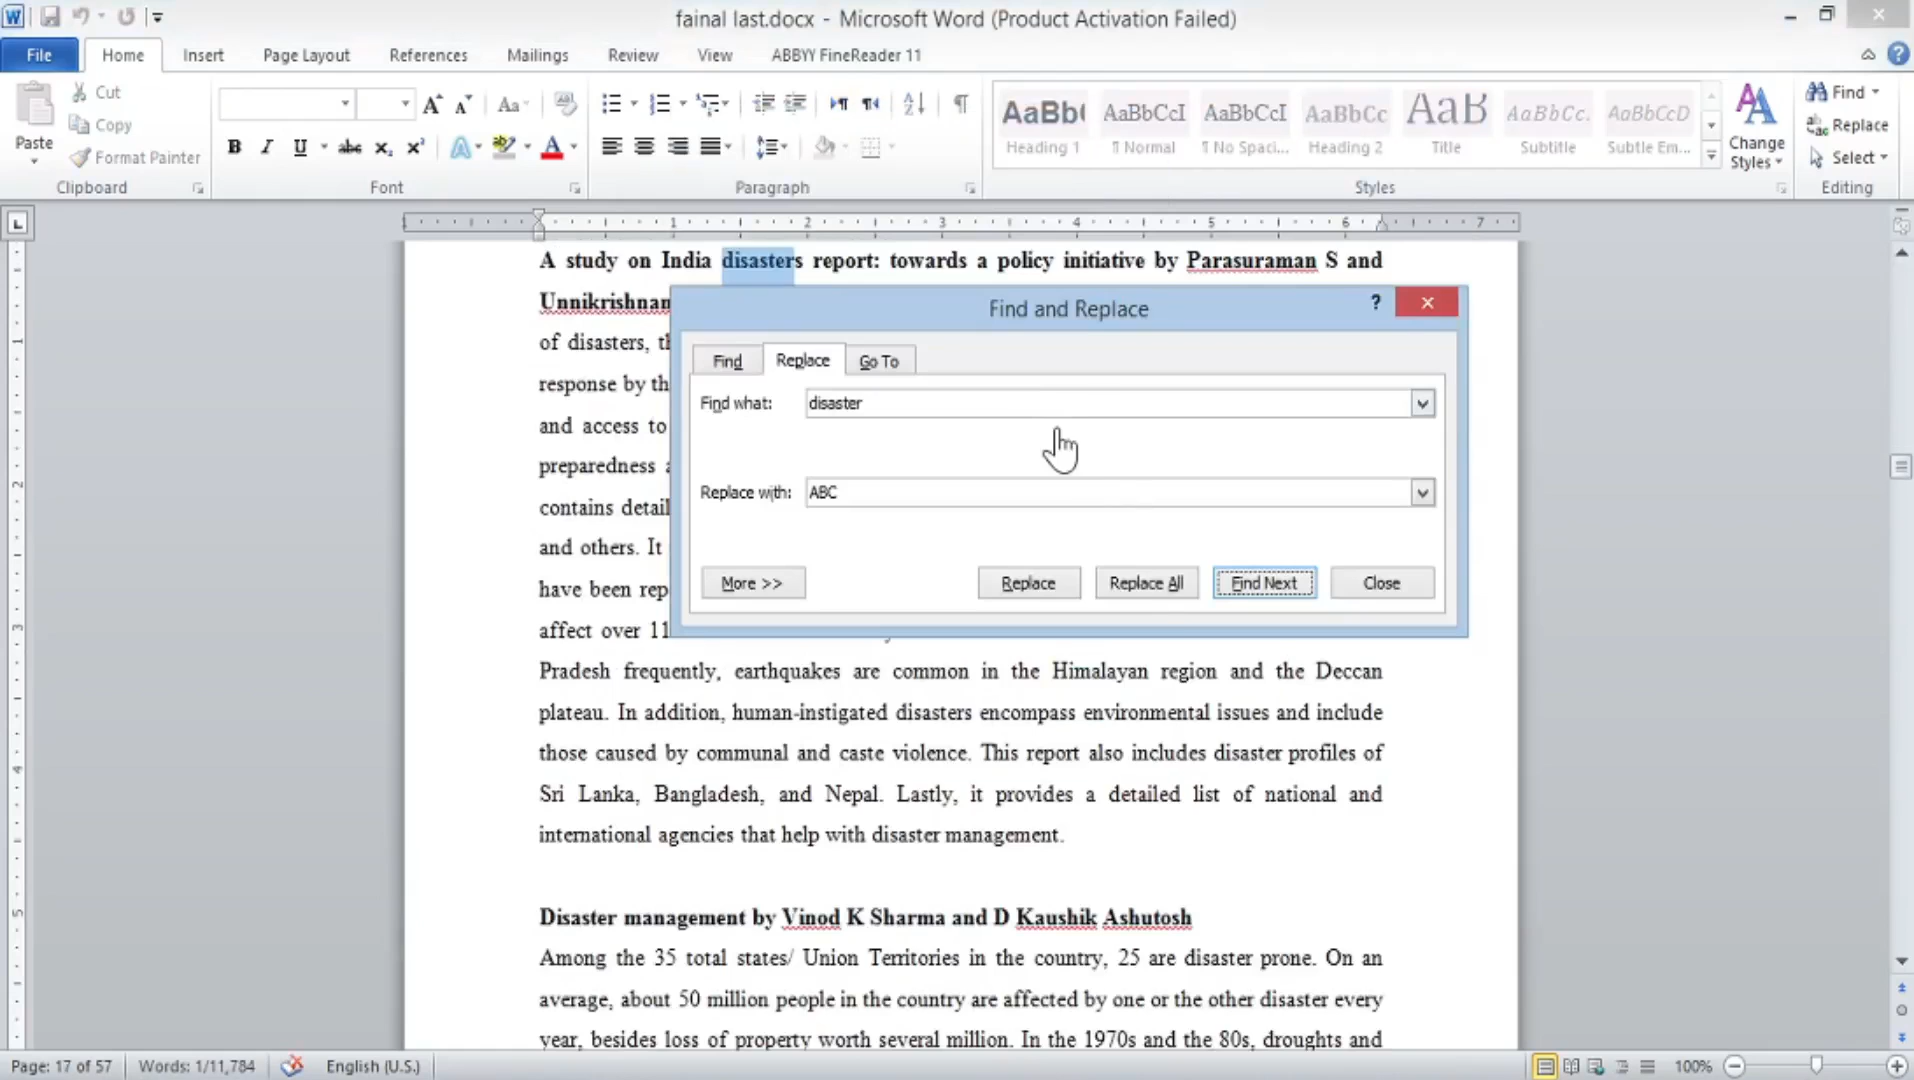 fainal last.docx - Microsoft Word (Product Activation Failed)
File Home Insert Page Layout References Mailings Review View ABBYY FineReader 11
Paste
Cut
Copy
Format Painter
Clipboard
Font
Paragraph
AaBbC AaBbCcI AaBbCcI AaBbCc AaB AaBbCc. AaBbCcD
Heading 1 ¶ Normal ¶ No Spaci... Heading 2 Title Subtitle Subtle Em...
Styles
Change
Styles
Find
Replace
Select
Editing
1 1 2 3 4 5 6 7
A study on India disasters report: towards a policy initiative by Parasuraman S and
Unnikrishnan
of disasters,
response by
and access to
preparedness
contains
and others. It
have been
affect over 11
Pradesh frequently, earthquakes are common in the Himalayan region and the Deccan
plateau. In addition, human-instigated disasters encompass environmental issues and include
those caused by communal and caste violence. This report also includes disaster profiles of
Sri Lanka, Bangladesh, and Nepal. Lastly, it provides a detailed list of national and
international agencies that help with disaster management.
Disaster management by Vinod K Sharma and D Kaushik Ashutosh
Among the 35 total states/ Union Territories in the country, 25 are disaster prone. On an
average, about 50 million people in the country are affected by one or the other disaster every
year, besides loss of property worth several million. In the 1970s and the 80s, droughts and
Find and Replace
Find Replace Go To
Find what: disaster
Replace with: ABC
More >> Replace Replace All Find Next Close
Page: 17 of 57 Words: 1/11,784 English (U.S.) 100%